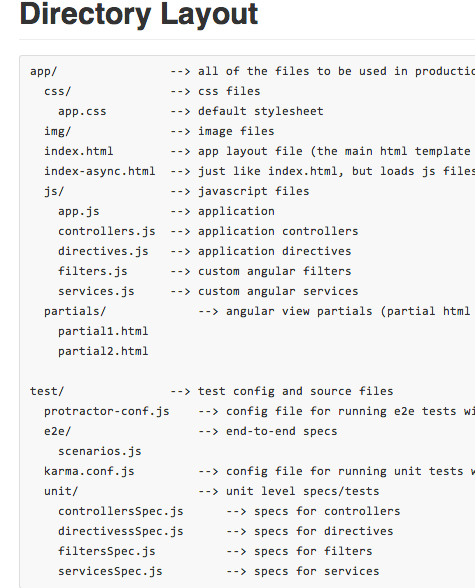 Directory Layout
app/                --> all of the files to be used in productio
  css/              --> css files
    app.css         --> default stylesheet
  img/              --> image files
  index.html        --> app layout file (the main html template
  index-async.html  --> just like index.html, but loads js files
  js/               --> javascript files
    app.js          --> application
    controllers.js  --> application controllers
    directives.js   --> application directives
    filters.js      --> custom angular filters
    services.js     --> custom angular services
  partials/             --> angular view partials (partial html
    partial1.html
    partial2.html

test/               --> test config and source files
  protractor-conf.js    --> config file for running e2e tests wi
  e2e/                  --> end-to-end specs
    scenarios.js
  karma.conf.js         --> config file for running unit tests w
  unit/                 --> unit level specs/tests
    controllersSpec.js      --> specs for controllers
    directivessSpec.js      --> specs for directives
    filtersSpec.js          --> specs for filters
    servicesSpec.js         --> specs for services